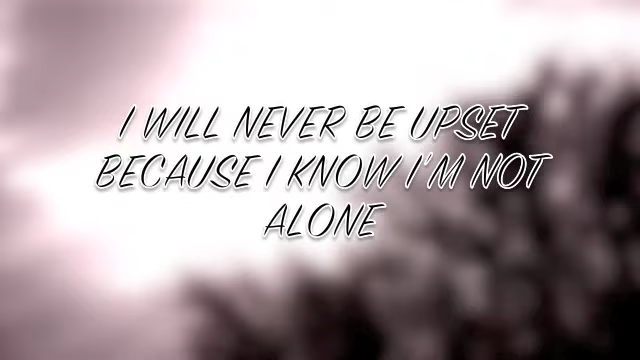 I WILL NEVER BE UPSET
BECAUSE I KNOW I'M NOT
ALONE